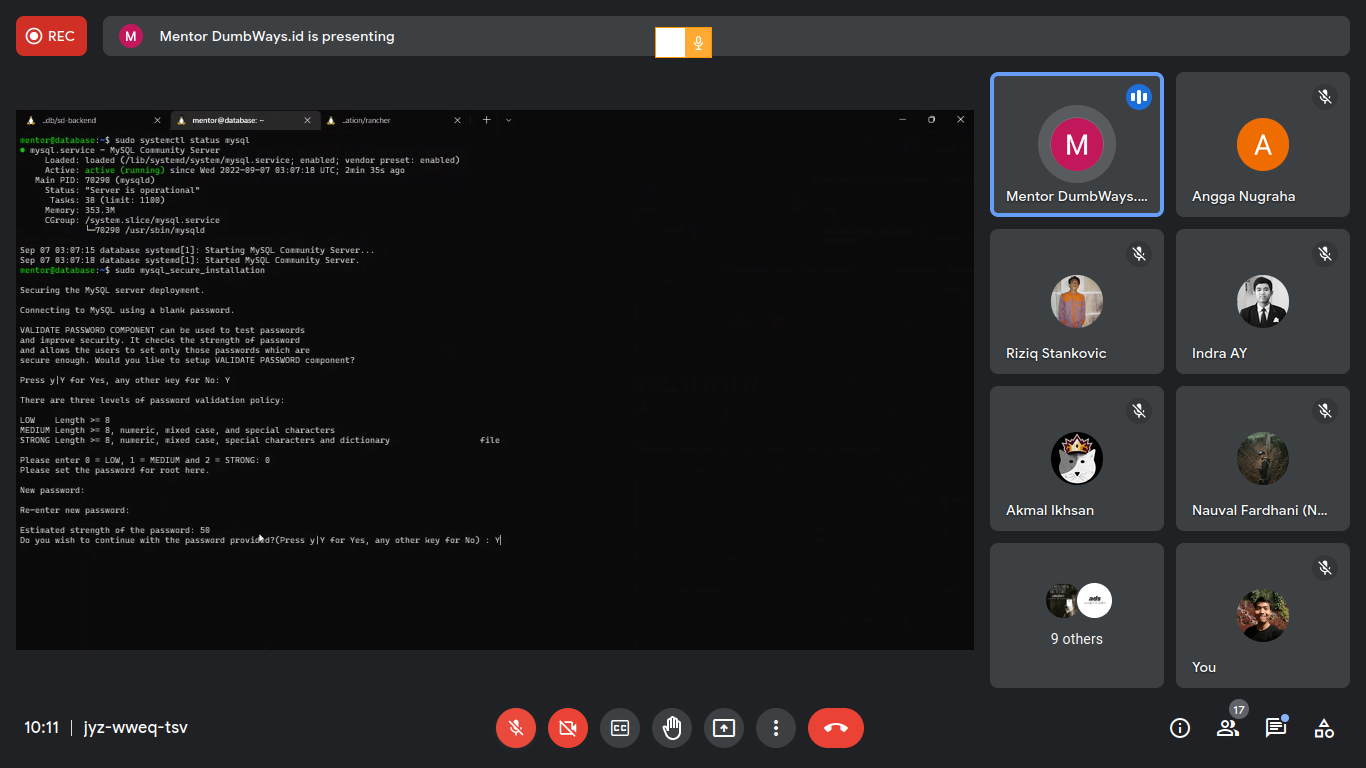 REC
M
Mentor DumbWays.id is presenting
..db/sci-backend
mentor@database: ~
..ation/rancher
mentor@database:~$ sudo systemctl status mysql
● mysql.service - MySQL Community Server
Loaded: loaded (/lib/systemd/system/mysql.service; enabled; vendor preset: enabled)
Active: active (running) since Wed 2022-09-07 03:07:18 UTC; 2min 35s ago
Main PID: 70290 (mysqld)
Status: "Server is operational"
Tasks: 38 (limit: 1100)
Memory: 353.3M
CGroup: /system.slice/mysql.service
└─70290 /usr/sbin/mysqld
Sep 07 03:07:15 database systemd[1]: Starting MySQL Community Server...
Sep 07 03:07:18 database systemd[1]: Started MySQL Community Server.
mentor@database:~$ sudo mysql_secure_installation
Securing the MySQL server deployment.
Connecting to MySQL using a blank password.
VALIDATE PASSWORD COMPONENT can be used to test passwords
and improve security. It checks the strength of password
and allows the users to set only those passwords which are
secure enough. Would you like to setup VALIDATE PASSWORD component?
Press y|Y for Yes, any other key for No: Y
There are three levels of password validation policy:
LOW    Length >= 8
MEDIUM Length >= 8, numeric, mixed case, and special characters
STRONG Length >= 8, numeric, mixed case, special characters and dictionary                  file
Please enter 0 = LOW, 1 = MEDIUM and 2 = STRONG: 0
Please set the password for root here.
New password:
Re-enter new password:
Estimated strength of the password: 50
Do you wish to continue with the password provided?(Press y|Y for Yes, any other key for No) : Y
M
Mentor DumbWays....
A
Angga Nugraha
Riziq Stankovic
Indra AY
Akmal Ikhsan
Nauval Fardhani (N...
ads
9 others
You
10:11
jyz-wweq-tsv
CC
17